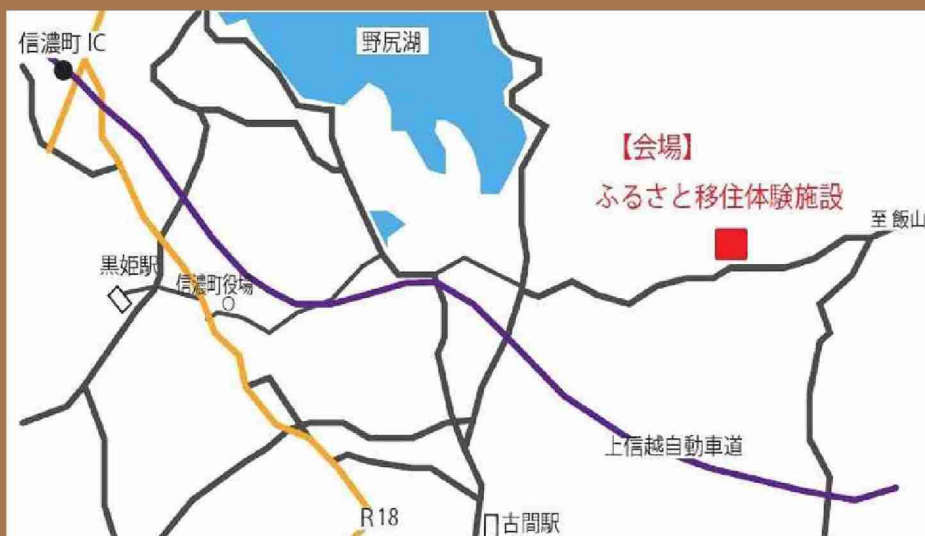 信濃町 IC
野尻湖
【会場】
ふるさと移住体験施設
至 飯山
黒姫駅
信濃町役場
上信越自動車道
R18
古間駅